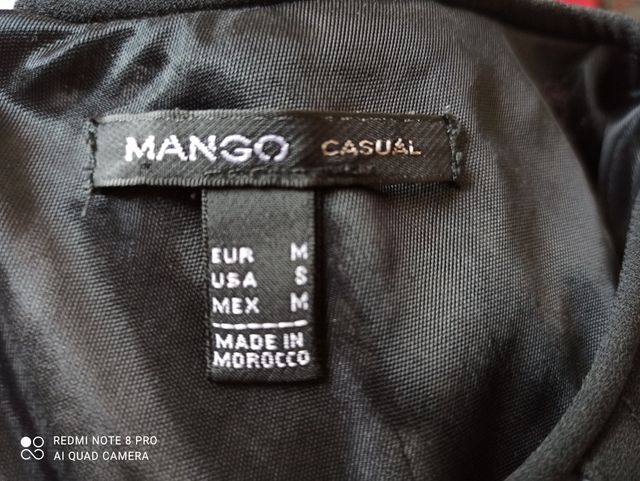 MANGO CASUAL
EUR M
USA S
MEX M
MADE IN
MOROCCO
REDMI NOTE 8 PRO
AI QUAD CAMERA